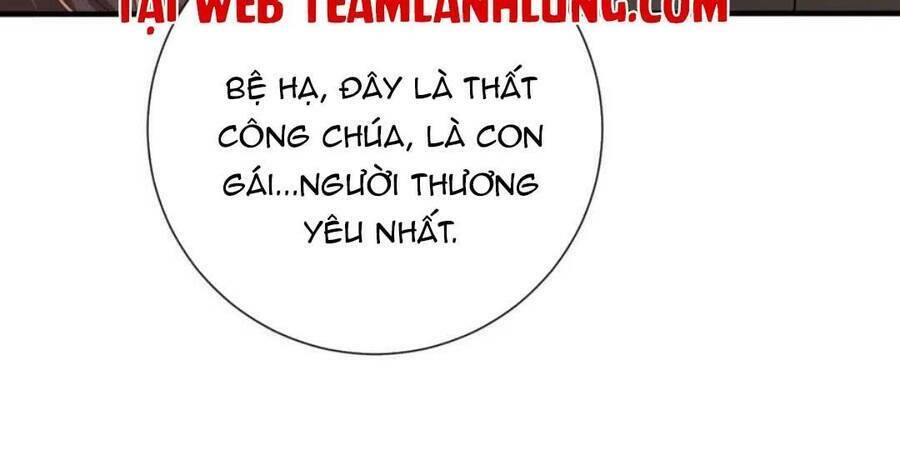 TẠI WEB TEAMLANHLUNG.COM
BỆ HẠ, ĐÂY LÀ THẤT
CÔNG CHÚA, LÀ CON
GÁI...NGƯỜI THƯƠNG
YÊU NHẤT.